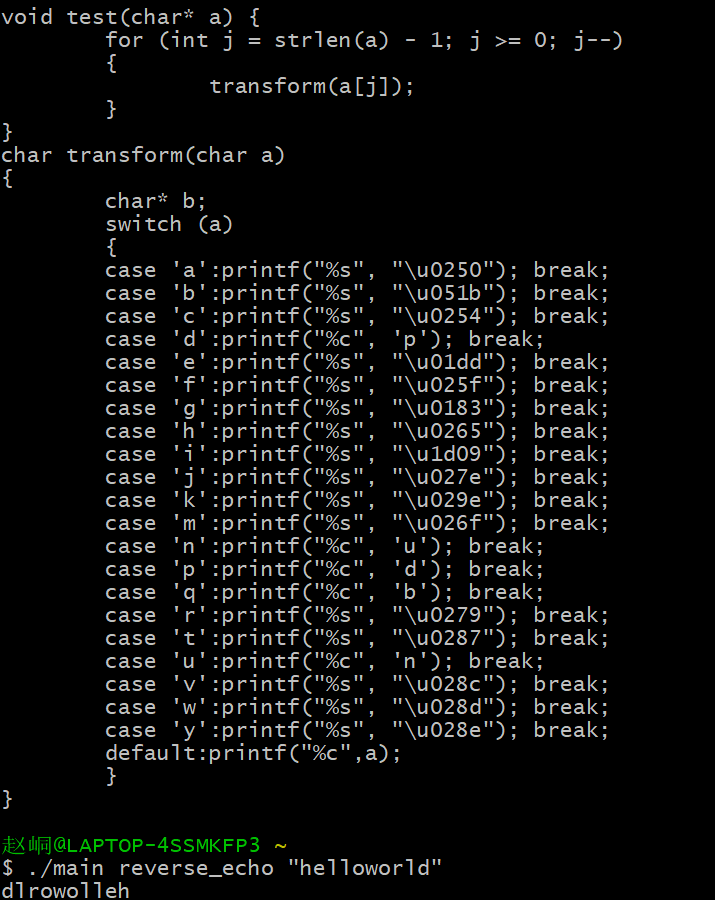 void test(char* a) {
        for (int j = strlen(a) - 1; j >= 0; j--)
        {
                transform(a[j]);
        }
}
char transform(char a)
{
        char* b;
        switch (a)
        {
        case 'a':printf("%s", "\u0250"); break;
        case 'b':printf("%s", "\u051b"); break;
        case 'c':printf("%s", "\u0254"); break;
        case 'd':printf("%c", 'p'); break;
        case 'e':printf("%s", "\u01dd"); break;
        case 'f':printf("%s", "\u025f"); break;
        case 'g':printf("%s", "\u0183"); break;
        case 'h':printf("%s", "\u0265"); break;
        case 'i':printf("%s", "\u1d09"); break;
        case 'j':printf("%s", "\u027e"); break;
        case 'k':printf("%s", "\u029e"); break;
        case 'm':printf("%s", "\u026f"); break;
        case 'n':printf("%c", 'u'); break;
        case 'p':printf("%c", 'd'); break;
        case 'q':printf("%c", 'b'); break;
        case 'r':printf("%s", "\u0279"); break;
        case 't':printf("%s", "\u0287"); break;
        case 'u':printf("%c", 'n'); break;
        case 'v':printf("%s", "\u028c"); break;
        case 'w':printf("%s", "\u028d"); break;
        case 'y':printf("%s", "\u028e"); break;
        default:printf("%c",a);
        }
}
赵峒@LAPTOP-4SSMKFP3 ~
$ ./main reverse_echo "helloworld"
dlrowolleh